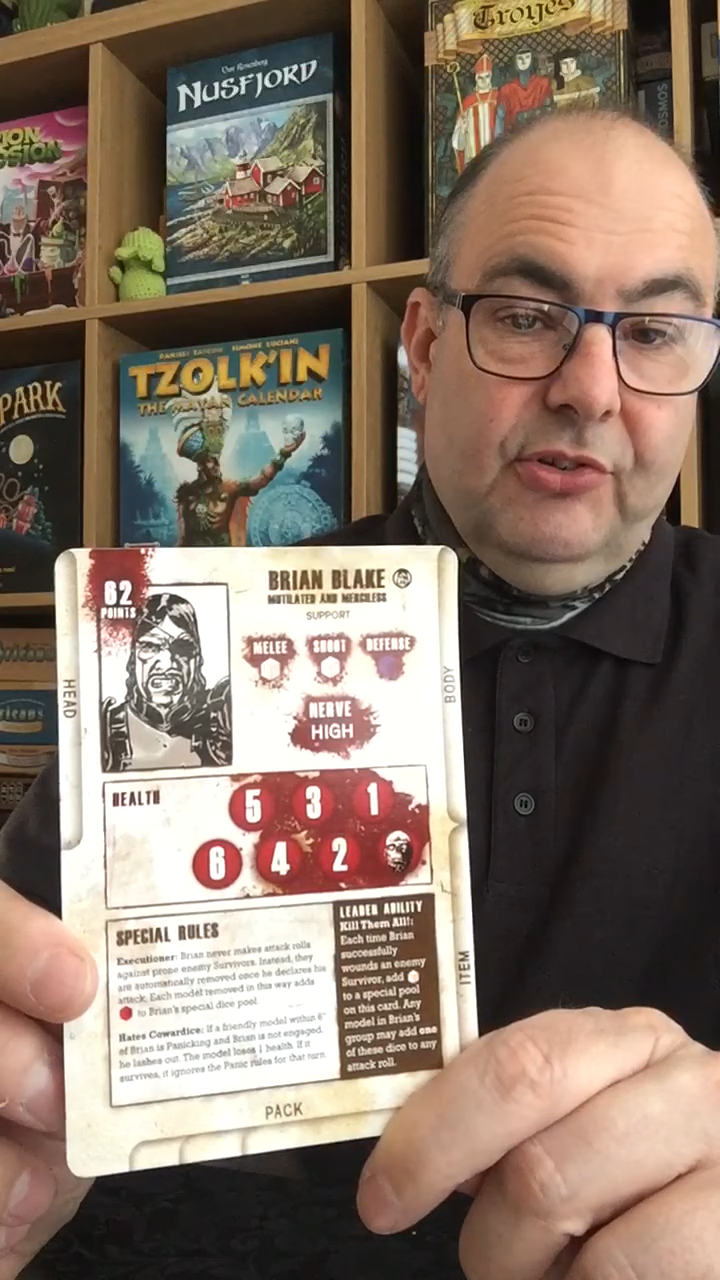 Uwe Rosenberg
NUSFJORD
Troyes
KOSMOS
ION
OSION
PARK
DANIELE TASCINI SIMONE LUCIANI
TZOLK'IN
THE MAYAN CALENDAR
62
POINTS
BRIAN BLAKE
MUTILATED AND MERCILESS
SUPPORT
MELEE SHOOT DEFENSE
NERVE
HIGH
HEAD
BODY
HEALTH
5 3 1
6 4 2
SPECIAL RULES
Executioner: Brian never makes attack rolls
against prone enemy Survivors. Instead, they
are automatically removed once he declares his
attack. Each model removed in this way adds
to Brian's special dice pool.
Hates Cowardice: If a friendly model within 6"
of Brian is Panicking and Brian is not engaged,
he lashes out. The model loses 1 health. If it
survives, it ignores the Panic rules for that turn.
LEADER ABILITY
Kill Them All!:
Each time Brian
successfully
wounds an enemy
Survivor, add
to a special pool
on this card. Any
model in Brian's
group may add one
of these dice to any
attack roll.
ITEM
PACK